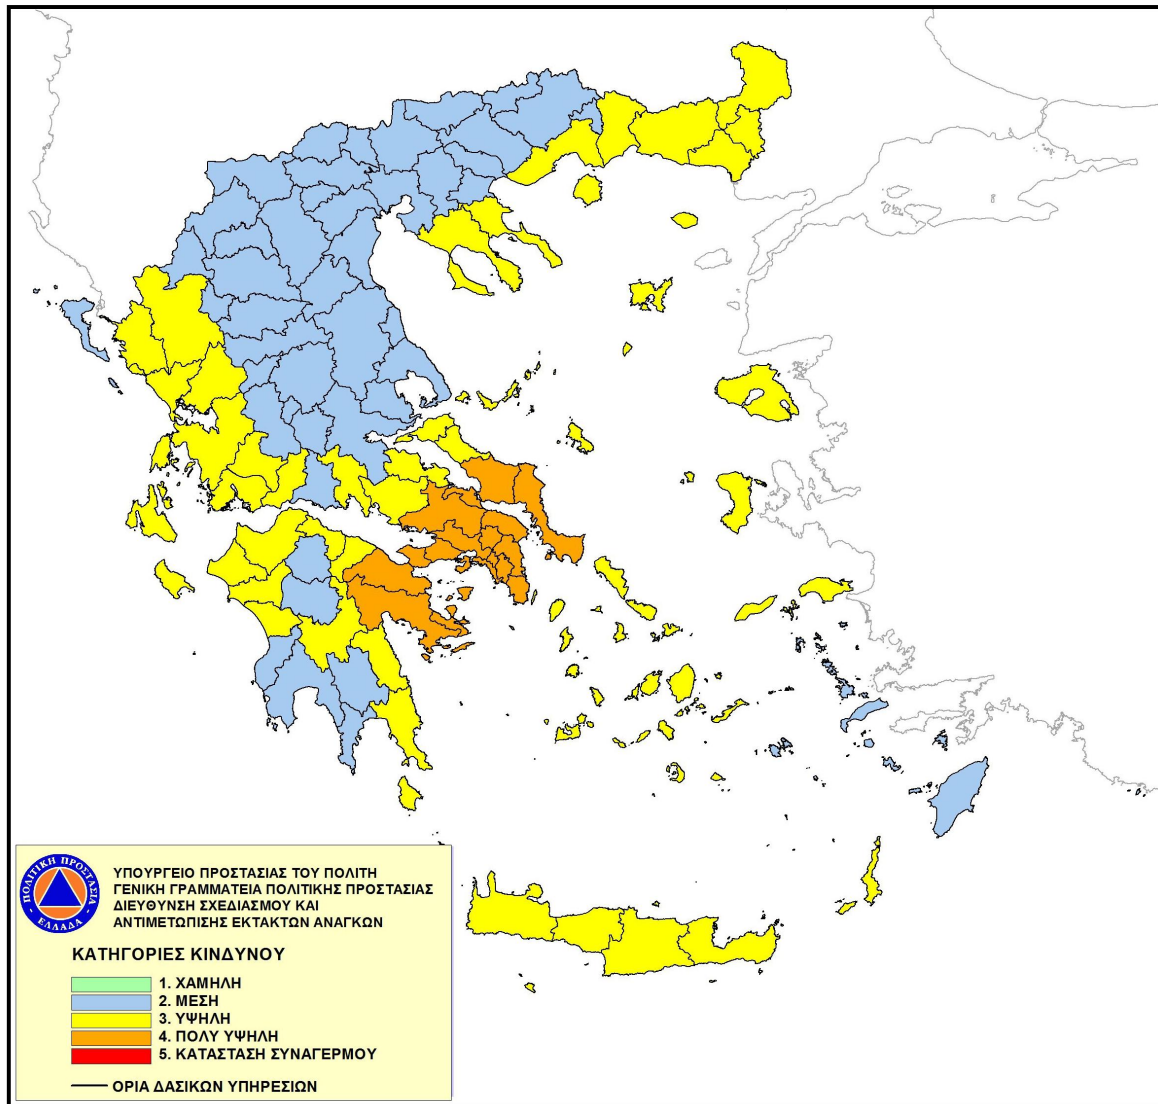 ΠΟΛΙΤΙΚΗ ΠΡΟΣΤΑΣΙΑ
ΕΛΛΑΔΑ
ΥΠΟΥΡΓΕΙΟ ΠΡΟΣΤΑΣΙΑΣ ΤΟΥ ΠΟΛΙΤΗ
ΓΕΝΙΚΗ ΓΡΑΜΜΑΤΕΙΑ ΠΟΛΙΤΙΚΗΣ ΠΡΟΣΤΑΣΙΑΣ
ΔΙΕΥΘΥΝΣΗ ΣΧΕΔΙΑΣΜΟΥ ΚΑΙ
ΑΝΤΙΜΕΤΩΠΙΣΗΣ ΕΚΤΑΚΤΩΝ ΑΝΑΓΚΩΝ
ΚΑΤΗΓΟΡΙΕΣ ΚΙΝΔΥΝΟΥ
1. ΧΑΜΗΛΗ
2. ΜΕΣΗ
3. ΥΨΗΛΗ
4. ΠΟΛΥ ΥΨΗΛΗ
5. ΚΑΤΑΣΤΑΣΗ ΣΥΝΑΓΕΡΜΟΥ
ΟΡΙΑ ΔΑΣΙΚΩΝ ΥΠΗΡΕΣΙΩΝ